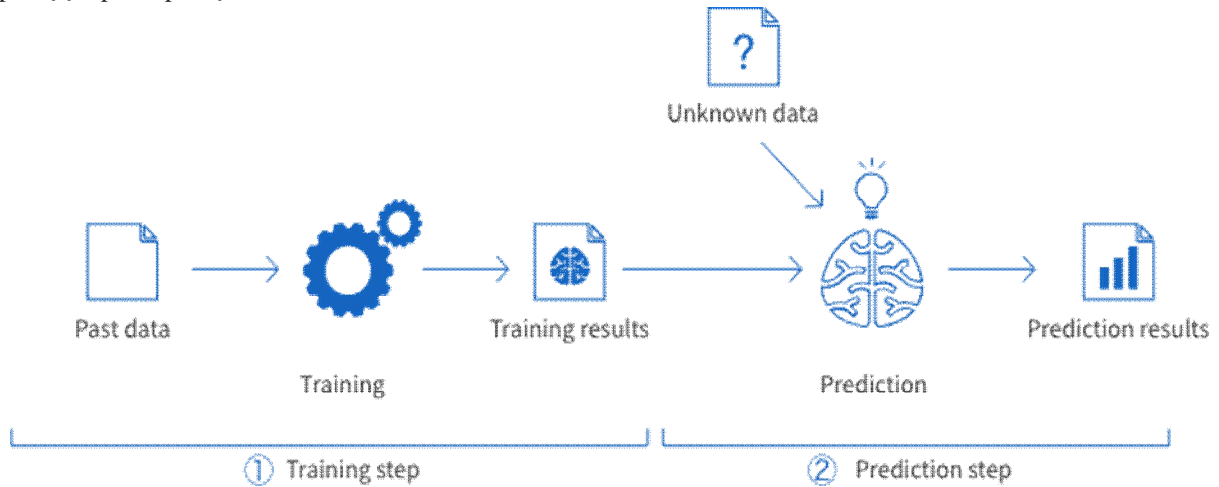 ?
Unknown data
Past data
Training results
Prediction results
Training
Prediction
① Training step
② Prediction step